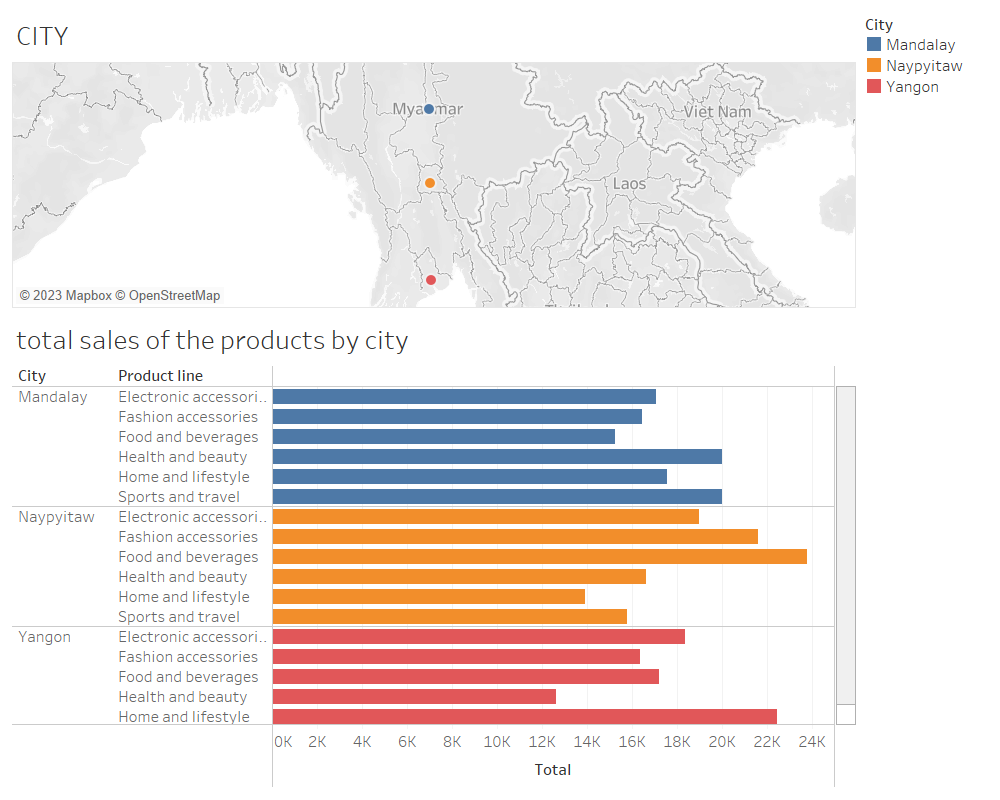 CITY
City
Mandalay
Naypyitaw
Yangon
Myanmar
Viet Nam
Laos
© 2023 Mapbox © OpenStreetMap
total sales of the products by city
City Product line
Mandalay Electronic accessori..
Fashion accessories
Food and beverages
Health and beauty
Home and lifestyle
Sports and travel
Naypyitaw Electronic accessori..
Fashion accessories
Food and beverages
Health and beauty
Home and lifestyle
Sports and travel
Yangon Electronic accessori..
Fashion accessories
Food and beverages
Health and beauty
Home and lifestyle
0K 2K 4K 6K 8K 10K 12K 14K 16K 18K 20K 22K 24K
Total